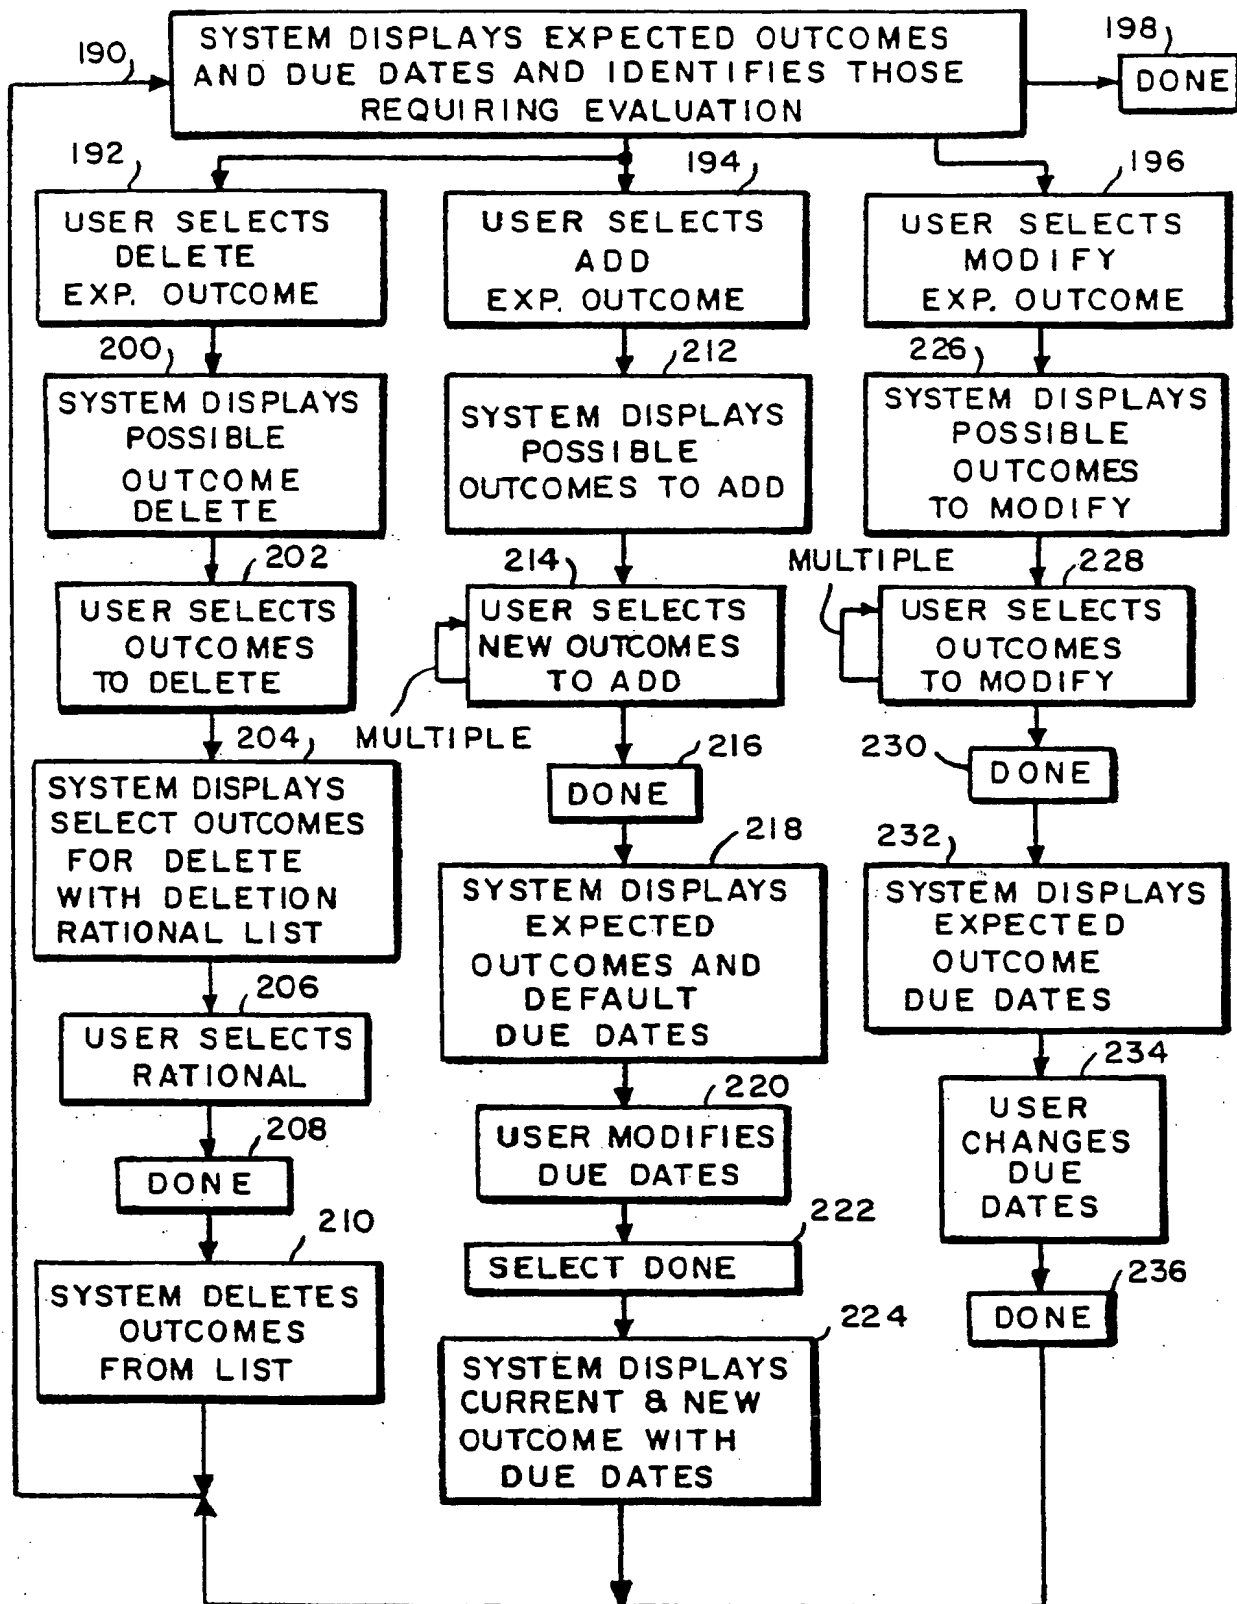 190
SYSTEM DISPLAYS EXPECTED OUTCOMES
AND DUE DATES AND IDENTIFIES THOSE
REQUIRING EVALUATION
198
DONE
192
USER SELECTS
DELETE
EXP. OUTCOME
194
USER SELECTS
ADD
EXP. OUTCOME
196
USER SELECTS
MODIFY
EXP. OUTCOME
200
SYSTEM DISPLAYS
POSSIBLE
OUTCOME
DELETE
212
SYSTEM DISPLAYS
POSSIBLE
OUTCOMES TO ADD
226
SYSTEM DISPLAYS
POSSIBLE
OUTCOMES
TO MODIFY
202
USER SELECTS
OUTCOMES
TO DELETE
214
USER SELECTS
NEW OUTCOMES
TO ADD
MULTIPLE
MULTIPLE
228
USER SELECTS
OUTCOMES
TO MODIFY
204
SYSTEM DISPLAYS
SELECT OUTCOMES
FOR DELETE
WITH DELETION
RATIONAL LIST
216
DONE
230
DONE
218
SYSTEM DISPLAYS
EXPECTED
OUTCOMES AND
DEFAULT
DUE DATES
232
SYSTEM DISPLAYS
EXPECTED
OUTCOME
DUE DATES
206
USER SELECTS
RATIONAL
220
USER MODIFIES
DUE DATES
234
USER
CHANGES
DUE
DATES
208
DONE
222
SELECT DONE
210
SYSTEM DELETES
OUTCOMES
FROM LIST
224
SYSTEM DISPLAYS
CURRENT & NEW
OUTCOME WITH
DUE DATES
236
DONE